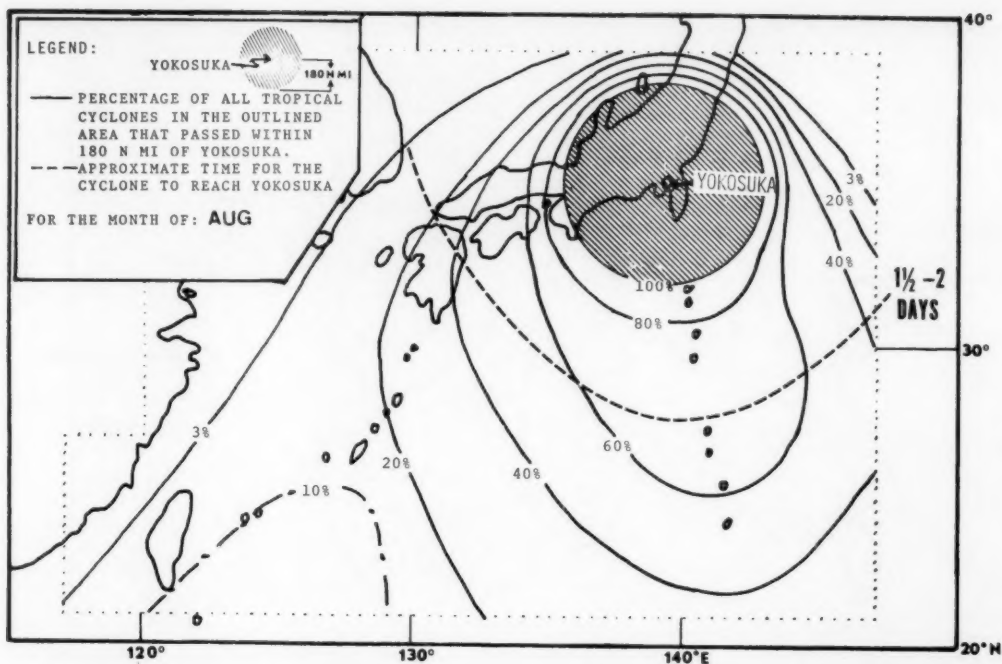 LEGEND:
YOKOSUKA
180 N MI
PERCENTAGE OF ALL TROPICAL
CYCLONES IN THE OUTLINED
AREA THAT PASSED WITHIN
180 N MI OF YOKOSUKA.
APPROXIMATE TIME FOR THE
CYCLONE TO REACH YOKOSUKA
FOR THE MONTH OF: AUG
40°
YOKOSUKA
3%
20%
40%
100%
80%
1½ -2
DAYS
30°
3%
60%
20%
40%
10%
120°
130°
140°E
20°N